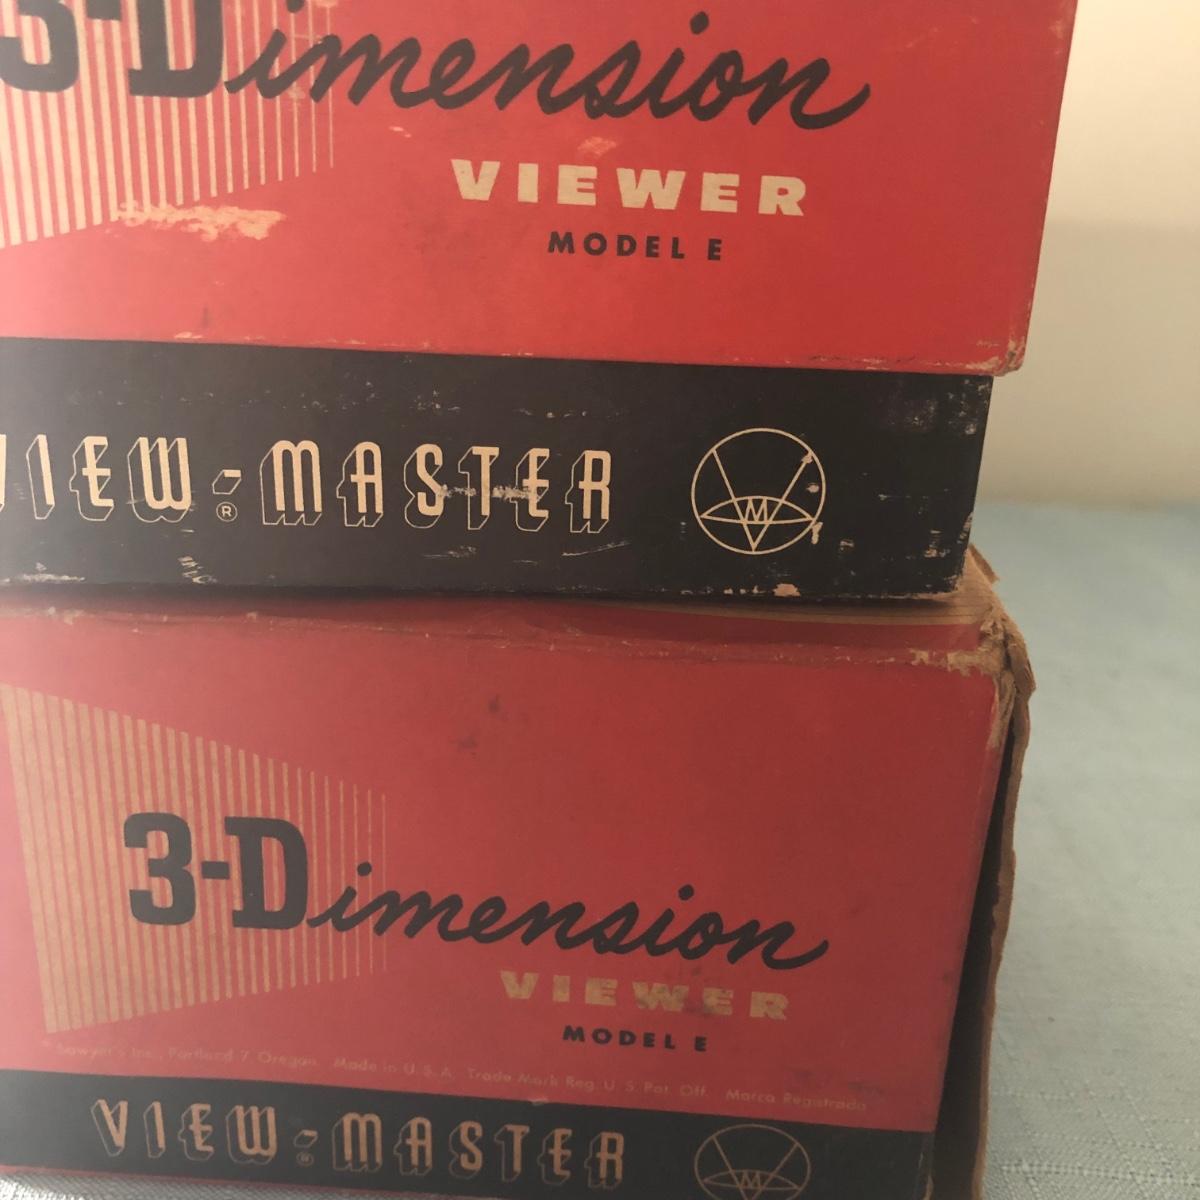 3-Dimension
VIEWER
MODEL E
VIEW-MASTER
®
M
3-Dimension
VIEWER
MODEL E
Sawyer's Inc., Portland 7 Oregon. Made in U. S. A. Trade Mark Reg. U. S. Pat. Off. Marca Registrada
VIEW-MASTER
®
M